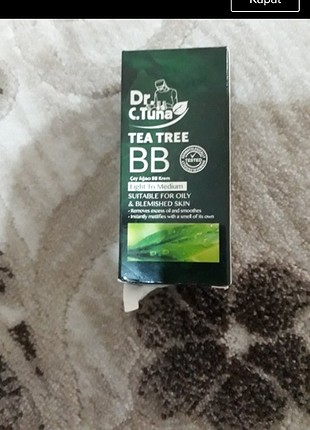 Kapat
Dr.
C.Tuna
TEA TREE
BB
TESTED
Çay Ağacı BB Krem
Light To Medium
SUITABLE FOR OILY
& BLEMISHED SKIN
• Removes excess oil and smoothes
• Instantly mattifies with a smell of its own